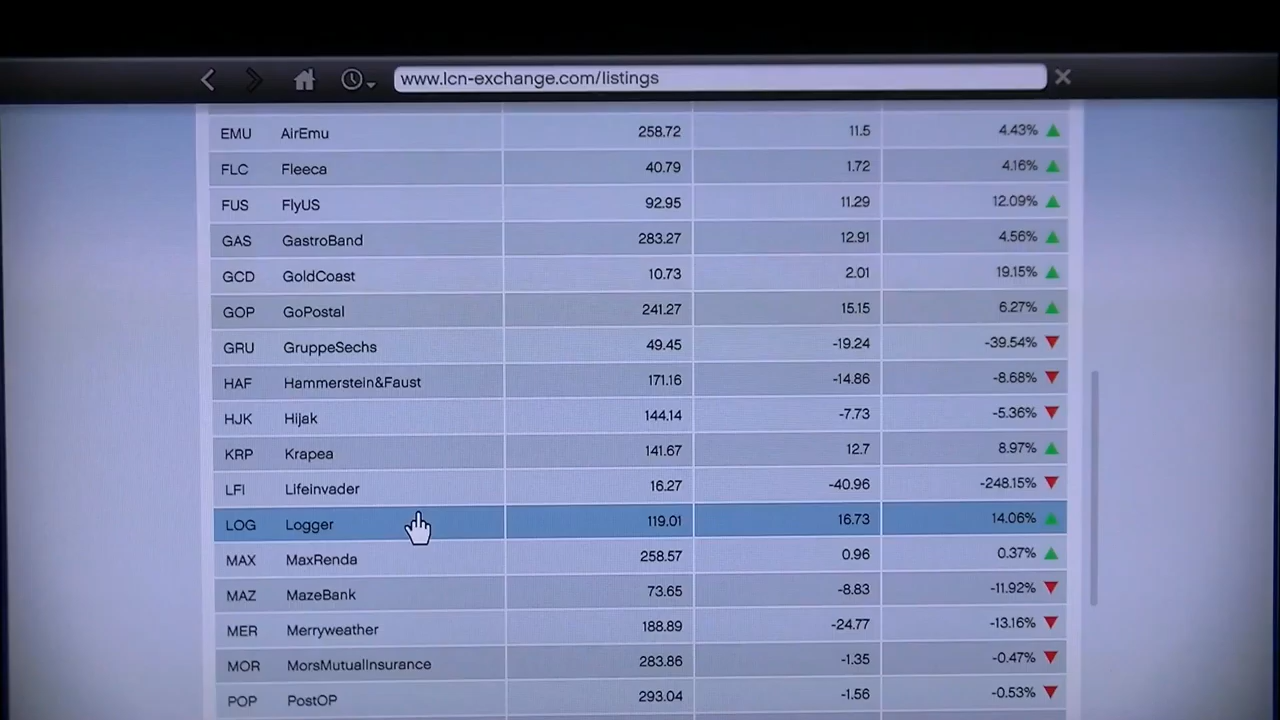 www.lcn-exchange.com/listings
EMU AirEmu 258.72 11.5 4.43%
FLC Fleeca 40.79 1.72 4.16%
FUS FlyUS 92.95 11.29 12.09%
GAS GastroBand 283.27 12.91 4.56%
GCD GoldCoast 10.73 2.01 19.15%
GOP GoPostal 241.27 15.15 6.27%
GRU GruppeSechs 49.45 -19.24 -39.54%
HAF Hammerstein&Faust 171.16 -14.86 -8.68%
HJK Hijak 144.14 -7.73 -5.36%
KRP Krapea 141.67 12.7 8.97%
LFI Lifeinvader 16.27 -40.96 -248.15%
LOG Logger 119.01 16.73 14.06%
MAX MaxRenda 258.57 0.96 0.37%
MAZ MazeBank 73.65 -8.83 -11.92%
MER Merryweather 188.89 -24.77 -13.16%
MOR MorsMutualInsurance 283.86 -1.35 -0.47%
POP PostOP 293.04 -1.56 -0.53%